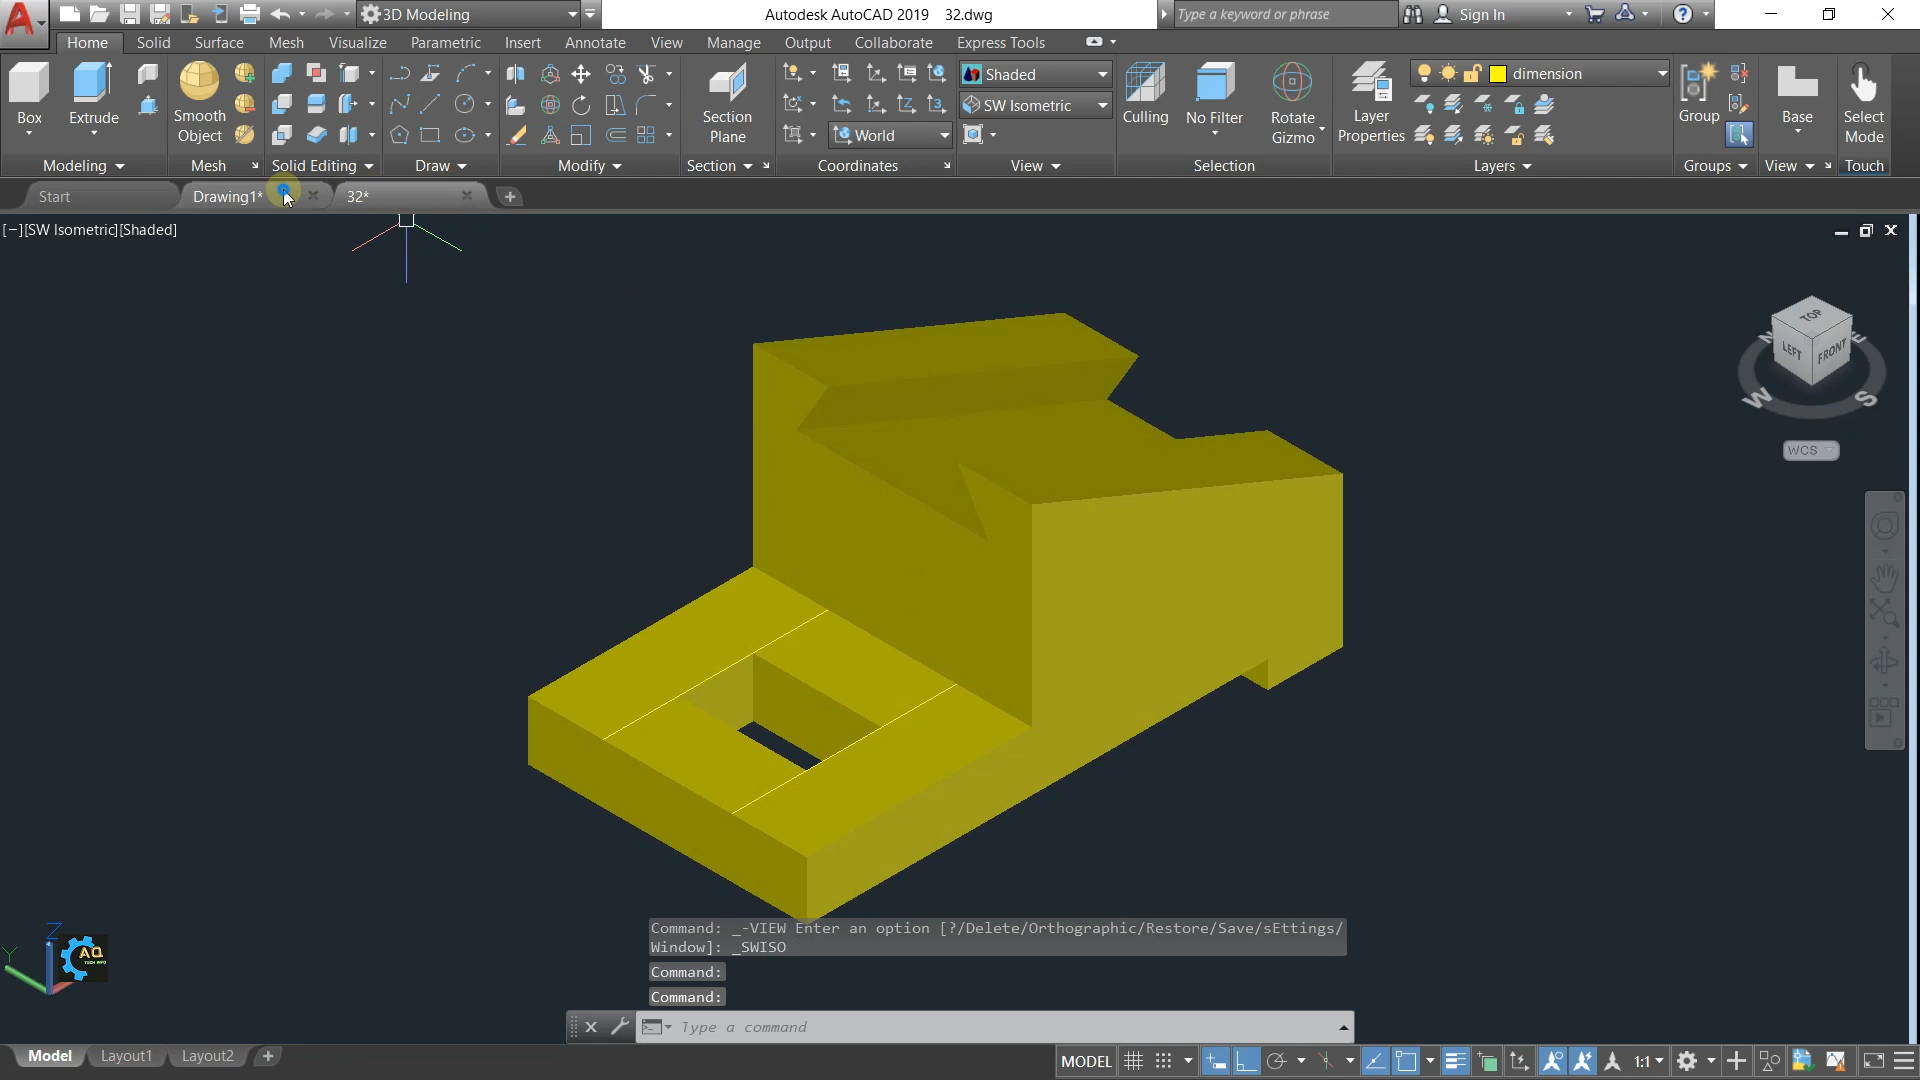 3D Modeling
Autodesk AutoCAD 2019 32.dwg
Type a keyword or phrase
Sign In
Home Solid Surface Mesh Visualize Parametric Insert Annotate View Manage Output Collaborate Express Tools
Box
Extrude
Smooth
Object
Section
Plane
World
Shaded
SW Isometric
Culling
No Filter
Rotate
Gizmo
Layer
Properties
dimension
Group
Base
Select
Mode
Modeling Mesh Solid Editing Draw Modify Section Coordinates View Selection Layers Groups View Touch
Start Drawing1* 32*
[−][SW Isometric][Shaded]
TOP
LEFT FRONT
N E
W S
WCS
Z
Y
AQ
TECH INFO
Command: _-VIEW Enter an option [?/Delete/Orthographic/Restore/Save/sEttings/
Window]: _SWISO
Command:
Command:
Type a command
Model Layout1 Layout2
MODEL 1:1